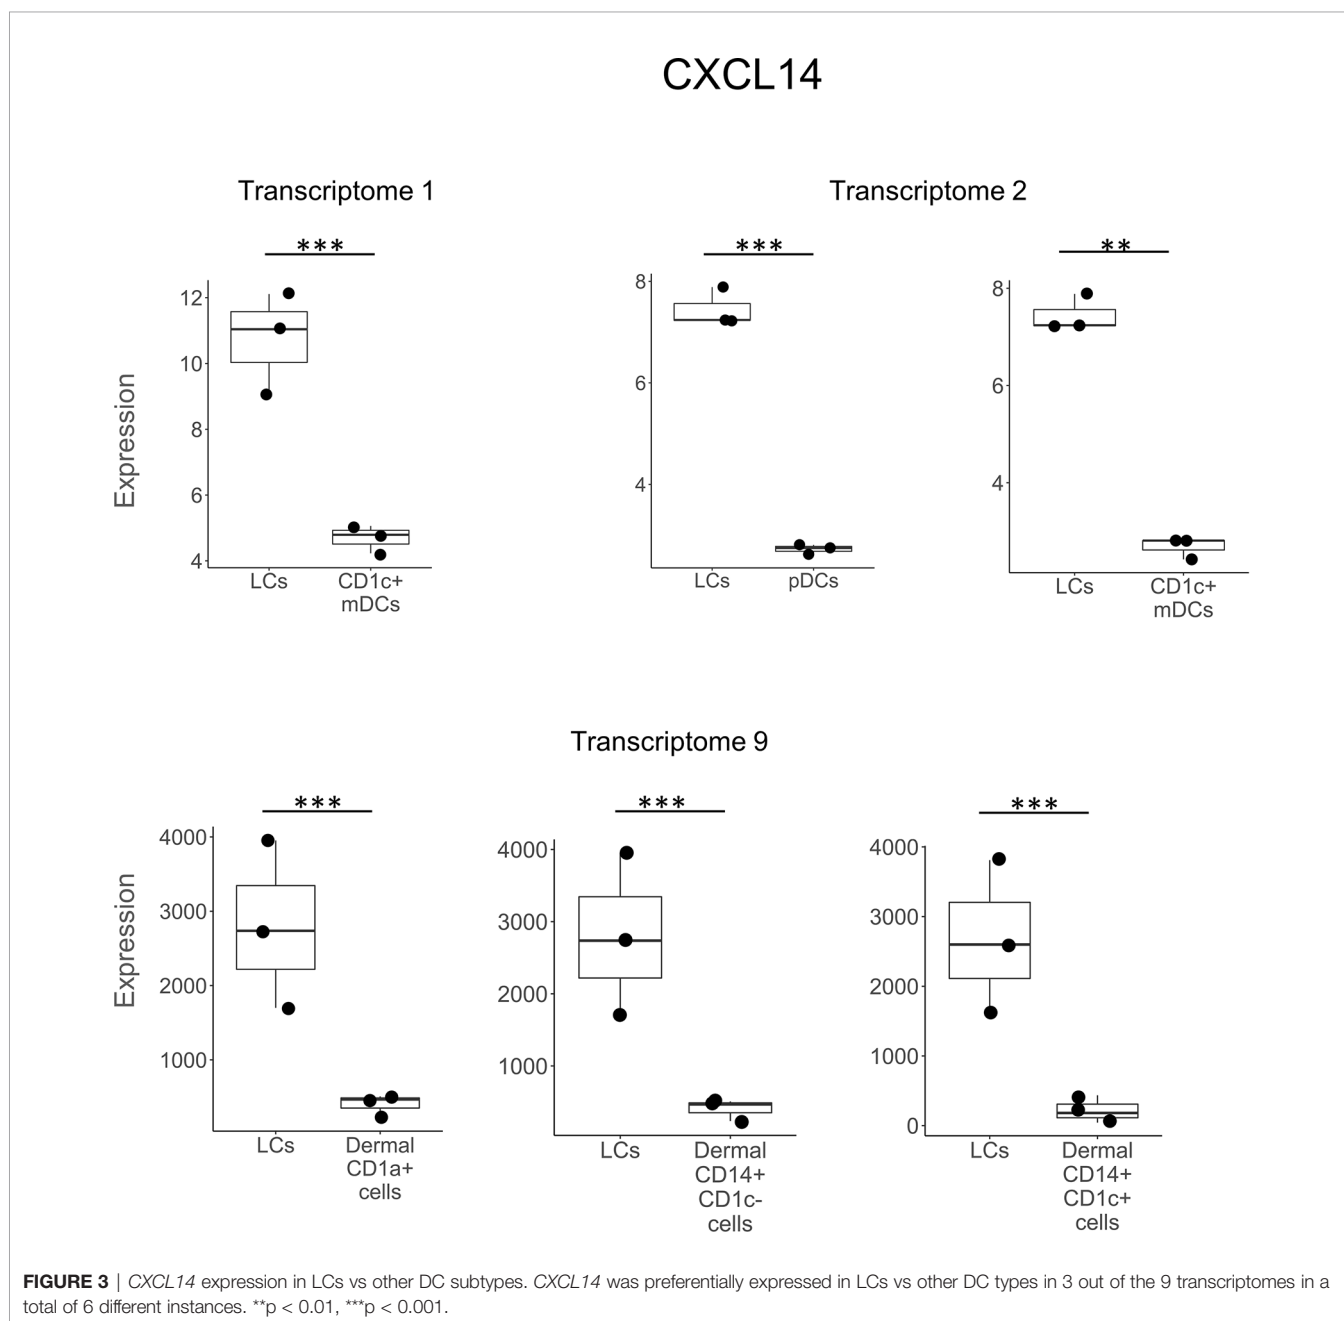 CXCL14
Transcriptome 1
Transcriptome 2
***
***
**
Expression
12
10
8
6
4
LCs
CD1c+
mDCs
8
6
4
LCs
pDCs
8
6
4
LCs
CD1c+
mDCs
Transcriptome 9
***
***
***
Expression
4000
3000
2000
1000
LCs
Dermal
CD1a+
cells
4000
3000
2000
1000
LCs
Dermal
CD14+
CD1c-
cells
4000
3000
2000
1000
0
LCs
Dermal
CD14+
CD1c+
cells
FIGURE 3 | CXCL14 expression in LCs vs other DC subtypes. CXCL14 was preferentially expressed in LCs vs other DC types in 3 out of the 9 transcriptomes in a
total of 6 different instances. **p < 0.01, ***p < 0.001.